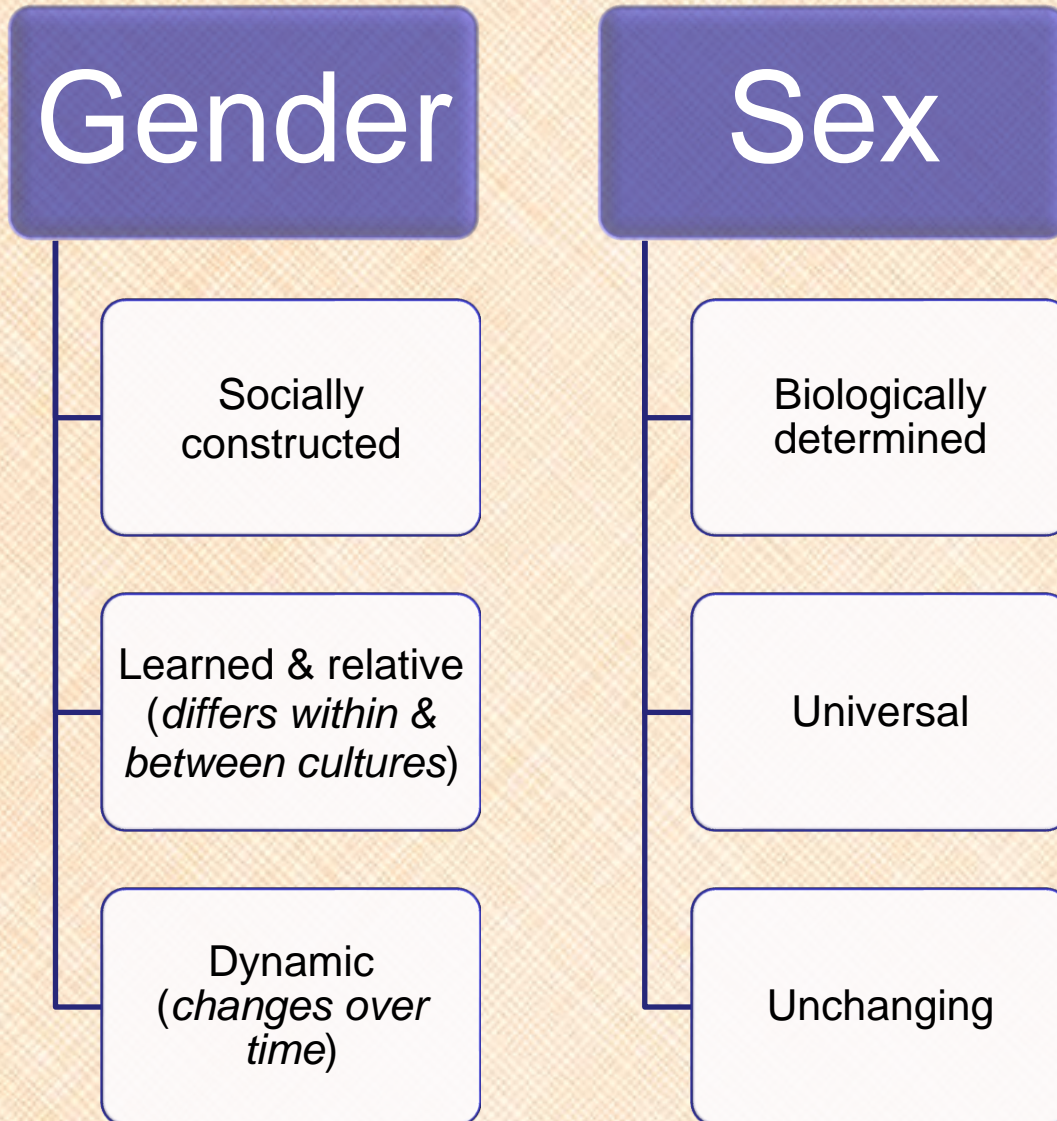 Gender
Socially
constructed
Learned & relative
(differs within &
between cultures)
Dynamic
(changes over
time)
Sex
Biologically
determined
Universal
Unchanging